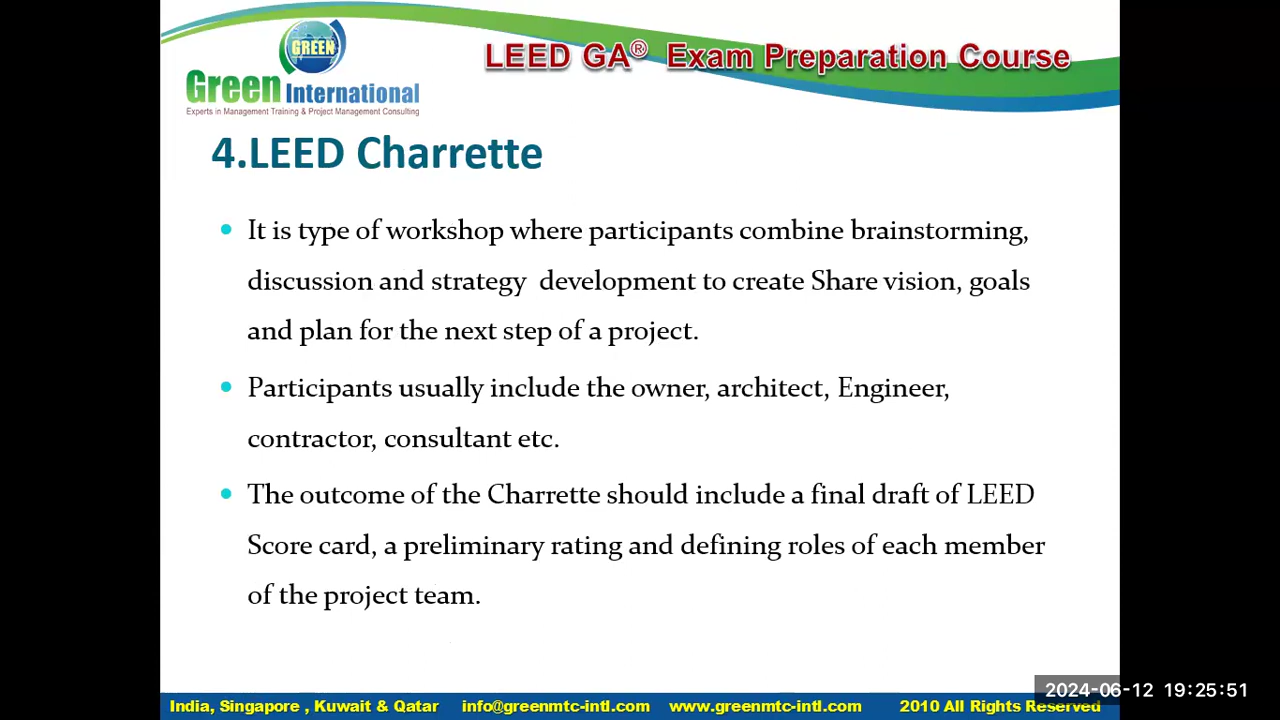 GREEN
Green International
Experts in Management Training & Project Management Consulting
LEED GA® Exam Preparation Course
4.LEED Charrette
• It is type of workshop where participants combine brainstorming,
discussion and strategy development to create Share vision, goals
and plan for the next step of a project.
• Participants usually include the owner, architect, Engineer,
contractor, consultant etc.
• The outcome of the Charrette should include a final draft of LEED
Score card, a preliminary rating and defining roles of each member
of the project team.
2024-06-12 19:25:51
India, Singapore , Kuwait & Qatar info@greenmtc-intl.com www.greenmtc-intl.com 2010 All Rights Reserved